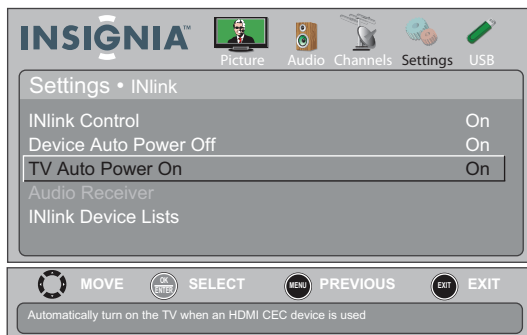 INSIGNIA™
Picture Audio Channels Settings USB
Settings • INlink
INlink Control On
Device Auto Power Off On
TV Auto Power On On
Audio Receiver
INlink Device Lists
MOVE OK ENTER SELECT MENU PREVIOUS EXIT EXIT
Automatically turn on the TV when an HDMI CEC device is used